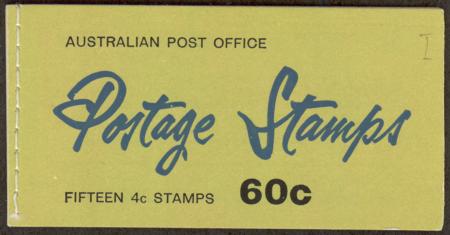 AUSTRALIAN POST OFFICE
Postage Stamps
FIFTEEN 4c STAMPS 60c